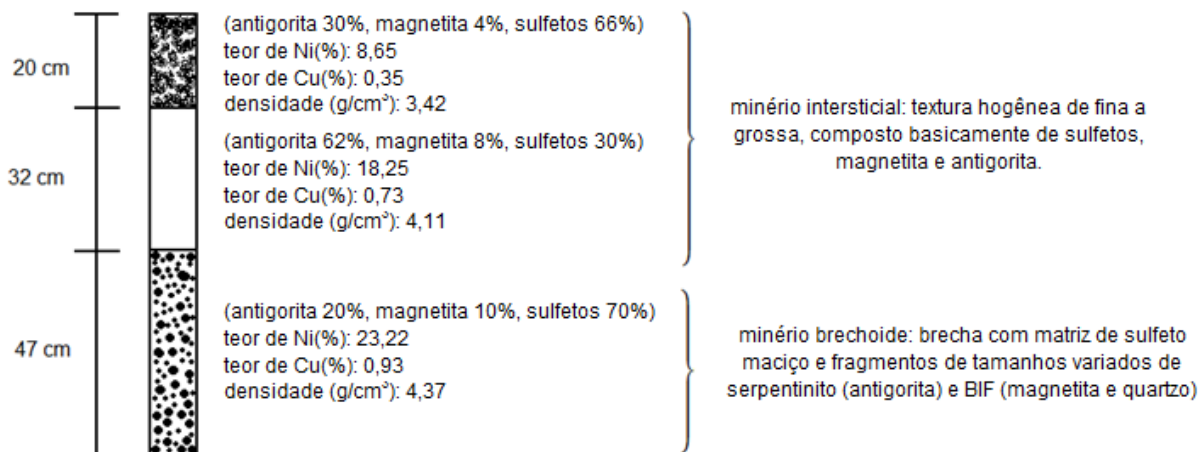 20 cm
(antigorita 30%, magnetita 4%, sulfetos 66%)
teor de Ni(%): 8,65
teor de Cu(%): 0,35
densidade (g/cm³): 3,42
32 cm
(antigorita 62%, magnetita 8%, sulfetos 30%)
teor de Ni(%): 18,25
teor de Cu(%): 0,73
densidade (g/cm³): 4,11
minério intersticial: textura hogênea de fina a
grossa, composto basicamente de sulfetos,
magnetita e antigorita.
47 cm
(antigorita 20%, magnetita 10%, sulfetos 70%)
teor de Ni(%): 23,22
teor de Cu(%): 0,93
densidade (g/cm³): 4,37
minério brechoide: brecha com matriz de sulfeto
maciço e fragmentos de tamanhos variados de
serpentinito (antigorita) e BIF (magnetita e quartzo)